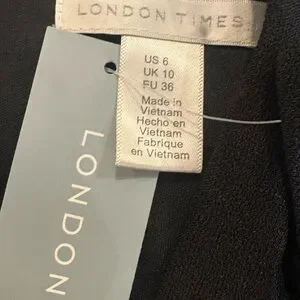 LONDON TIMES
US 6
UK 10
EU 36
Made in
Vietnam
Hecho en
Vietnam
Fabrique
en Vietnam
LONDON